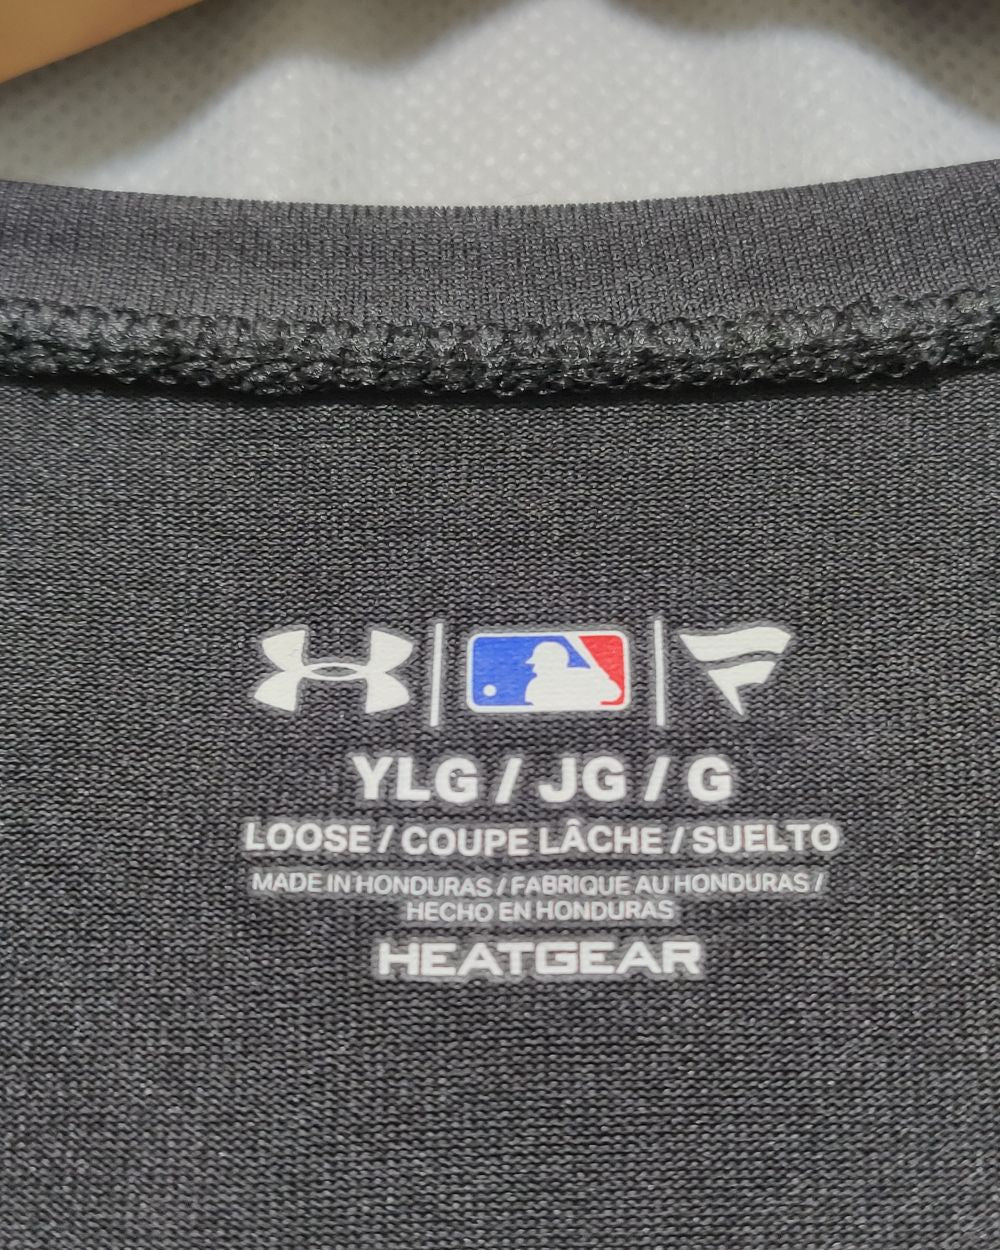 YLG / JG / G
LOOSE / COUPE LÂCHE / SUELTO
MADE IN HONDURAS / FABRIQUE AU HONDURAS /
HECHO EN HONDURAS
HEATGEAR